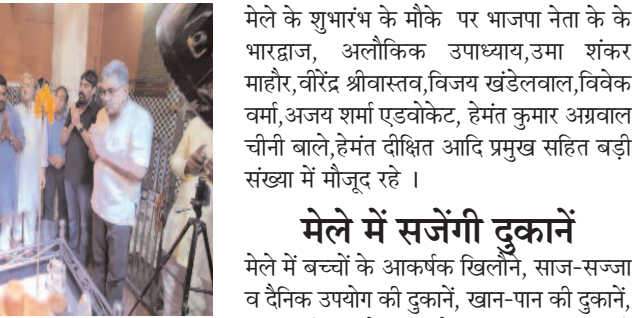 मेले के शुभारंभ के मौके पर भाजपा नेता के के
भारद्वाज, अलौकिक उपाध्याय,उमा शंकर
माहौर,वीरेंद्र श्रीवास्तव,विजय खंडेलवाल,विवेक
वर्मा,अजय शर्मा एडवोकेट, हेमंत कुमार अग्रवाल
चीनी बाले,हेमंत दीक्षित आदि प्रमुख सहित बड़ी
संख्या में मौजूद रहे ।
मेले में सजेंगी दुकानें
मेले में बच्चों के आकर्षक खिलौने, साज-सज्जा
व दैनिक उपयोग की दुकानें, खान-पान की दुकानें,